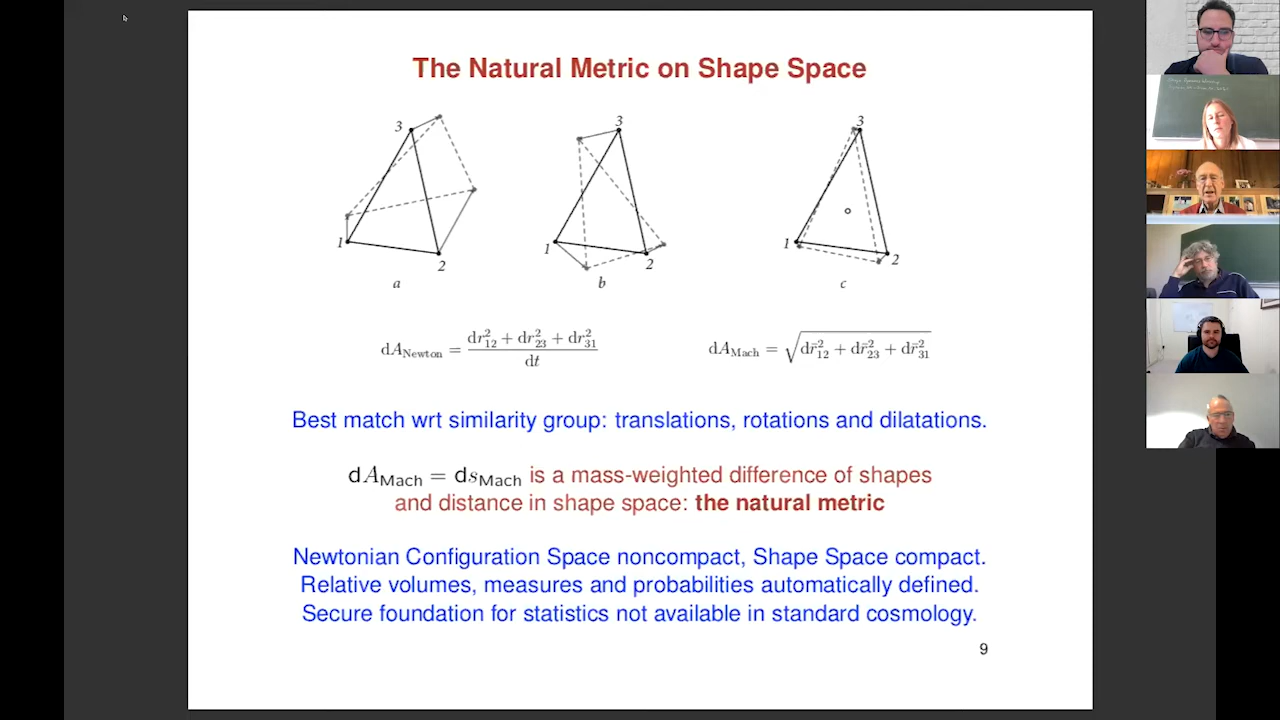 The Natural Metric on Shape Space
3 3 3
1 2 1 2 1 2
a b c
dA_Newton = (dr²₁₂ + dr²₂₃ + dr²₃₁) / dt dA_Mach = √(dr̄²₁₂ + dr̄²₂₃ + dr̄²₃₁)
Best match wrt similarity group: translations, rotations and dilatations.
dA_Mach = ds_Mach is a mass-weighted difference of shapes
and distance in shape space: the natural metric
Newtonian Configuration Space noncompact, Shape Space compact.
Relative volumes, measures and probabilities automatically defined.
Secure foundation for statistics not available in standard cosmology.
9